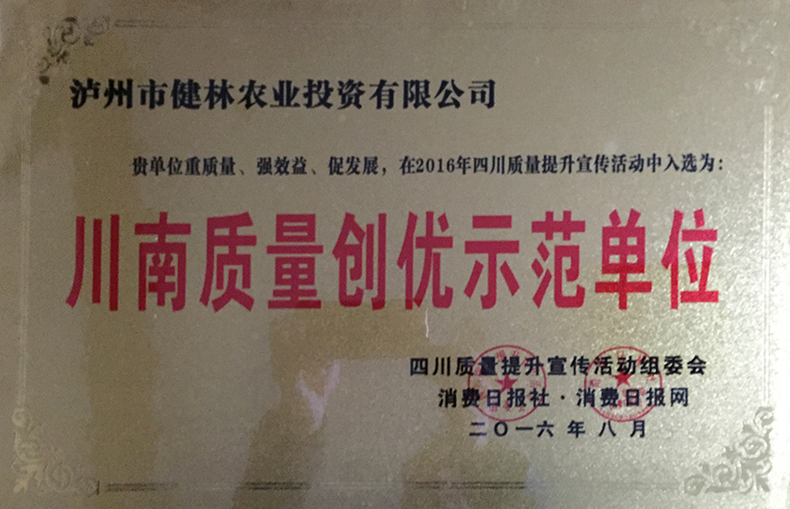 泸州市健林农业投资有限公司
贵单位重质量、强效益、促发展，在2016年四川质量提升宣传活动中入选为：
川南质量创优示范单位
四川质量提升宣传活动组委会
消费日报社·消费日报网
二〇一六年八月